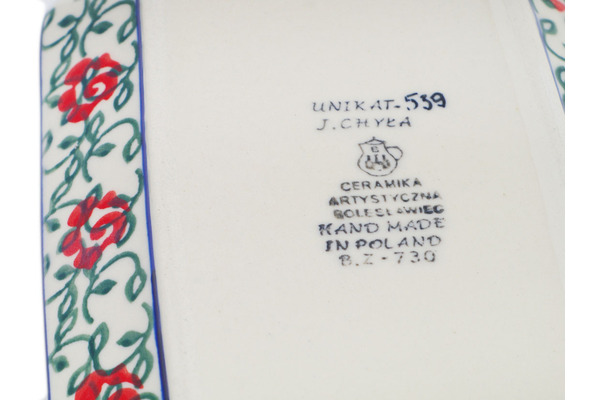 UNIKAT-539
J. CHYŁA
CERAMIKA
ARTYSTYCZNA
BOLESŁAWIEC
HAND MADE
IN POLAND
B.Z-730